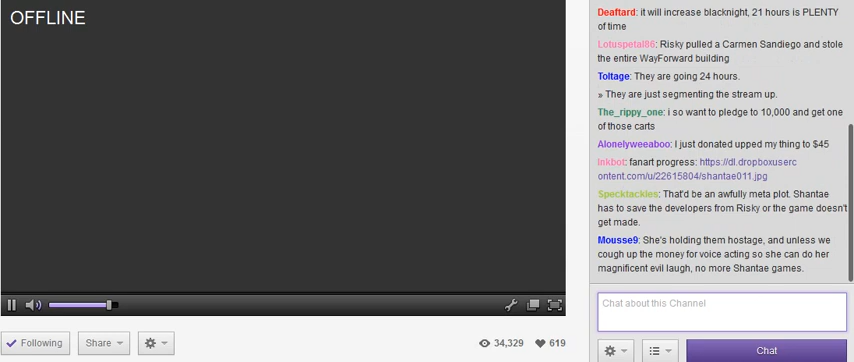 OFFLINE
Following
Share
34,329
619
Deaftard: it will increase blacknight, 21 hours is PLENTY
of time
Lotuspetal86: Risky pulled a Carmen Sandiego and stole
the entire WayForward building
Toltage: They are going 24 hours.
» They are just segmenting the stream up.
The_rippy_one: i so want to pledge to 10,000 and get one
of those carts
Alonelyweeaboo: I just donated upped my thing to $45
Inkbot: fanart progress: https://dl.dropboxuserc
ontent.com/u/22615804/shantae011.jpg
Specktackles: That'd be an awfully meta plot. Shantae
has to save the developers from Risky or the game doesn't
get made.
Mousse9: She's holding them hostage, and unless we
cough up the money for voice acting so she can do her
magnificent evil laugh, no more Shantae games.
Chat about this Channel
Chat